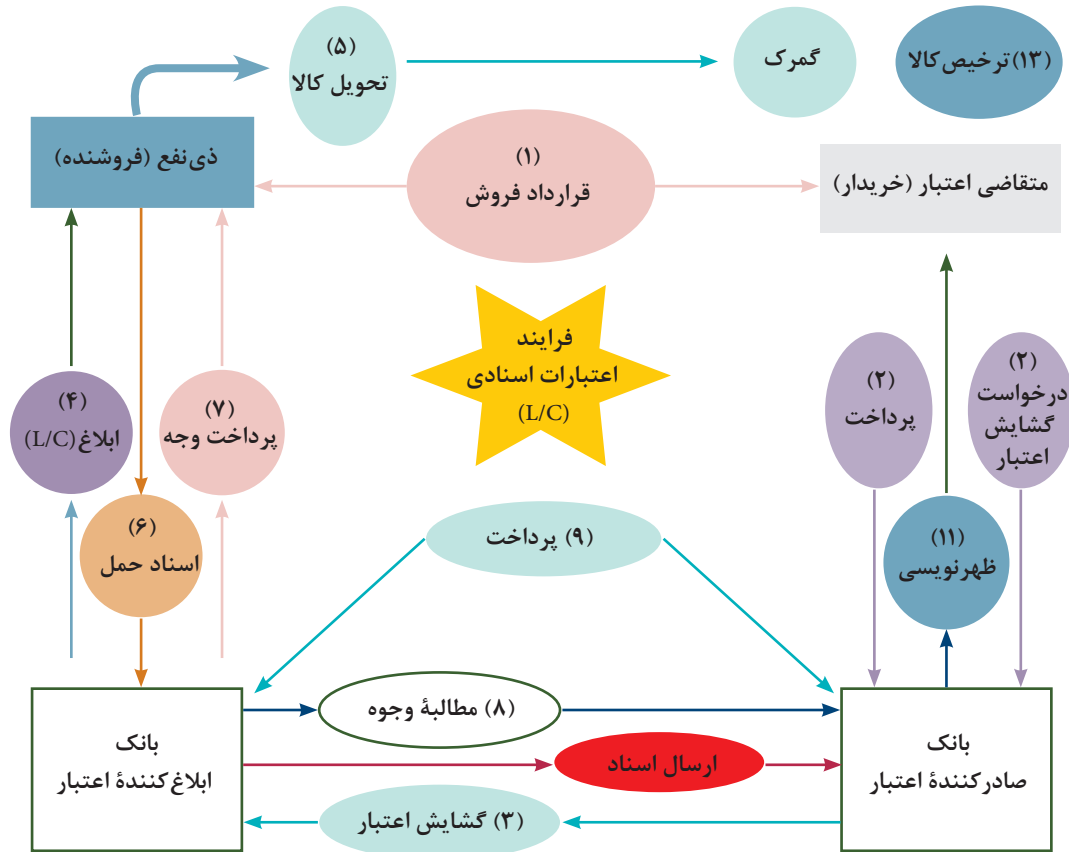 (۱۳) ترخیص کالا
گمرک
(۵)
تحویل کالا
ذی‌نفع (فروشنده)
(۱)
قرارداد فروش
متقاضی اعتبار (خریدار)
فرایند
اعتبارات اسنادی
(L/C)
(۲)
درخواست
گشایش
اعتبار
(۲)
پرداخت
(۷)
پرداخت وجه
(۴)
ابلاغ (L/C)
(۶)
اسناد حمل
(۹) پرداخت
(۱۱)
ظهرنویسی
بانک
صادرکنندهٔ اعتبار
(۸) مطالبهٔ وجوه
ارسال اسناد
(۳) گشایش اعتبار
بانک
ابلاغ‌کنندهٔ اعتبار